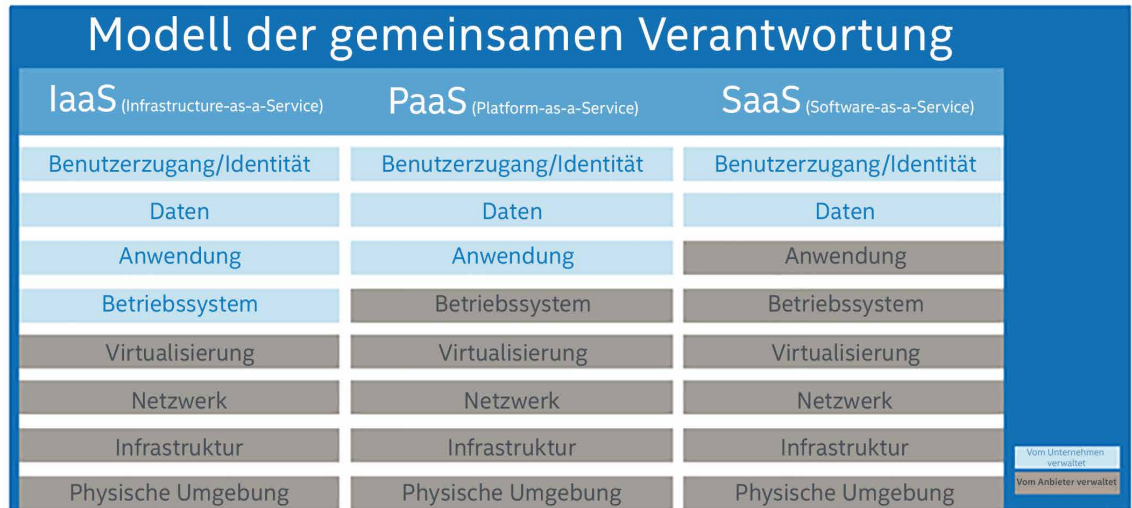 Modell der gemeinsamen Verantwortung
IaaS (Infrastructure-as-a-Service) PaaS (Platform-as-a-Service) SaaS (Software-as-a-Service)
Benutzerzugang/Identität Benutzerzugang/Identität Benutzerzugang/Identität
Daten Daten Daten
Anwendung Anwendung Anwendung
Betriebssystem Betriebssystem Betriebssystem
Virtualisierung Virtualisierung Virtualisierung
Netzwerk Netzwerk Netzwerk
Infrastruktur Infrastruktur Infrastruktur
Physische Umgebung Physische Umgebung Physische Umgebung
Vom Unternehmen
verwaltet
Vom Anbieter verwaltet